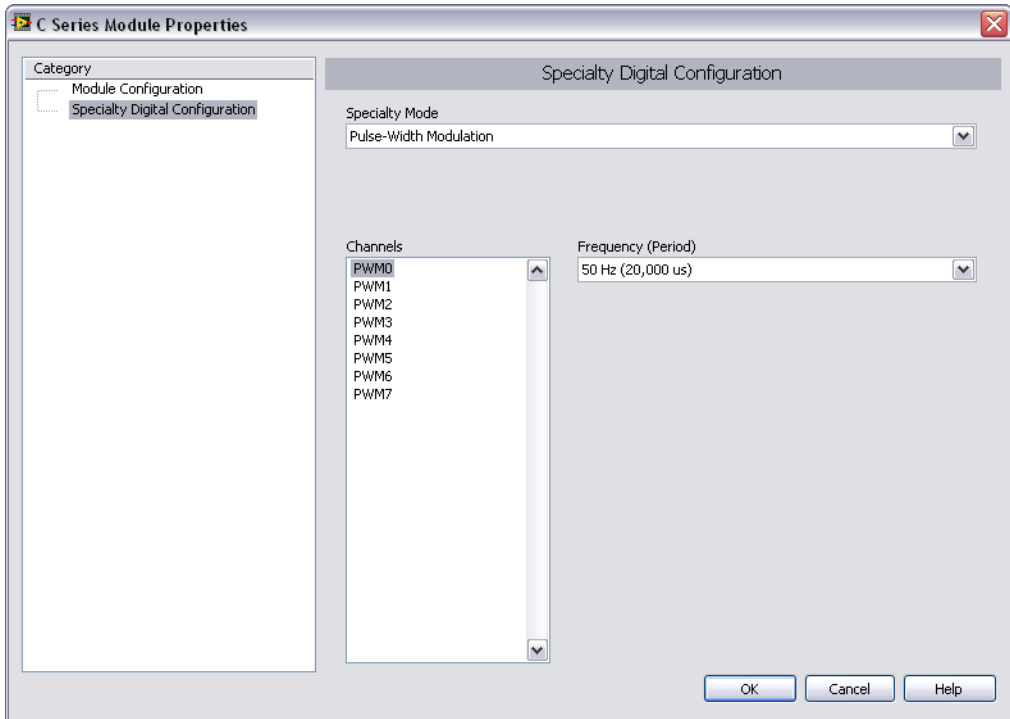 C Series Module Properties
Category
Module Configuration
Specialty Digital Configuration
Specialty Digital Configuration
Specialty Mode
Pulse-Width Modulation
Channels
PWM0
PWM1
PWM2
PWM3
PWM4
PWM5
PWM6
PWM7
Frequency (Period)
50 Hz (20,000 us)
OK
Cancel
Help